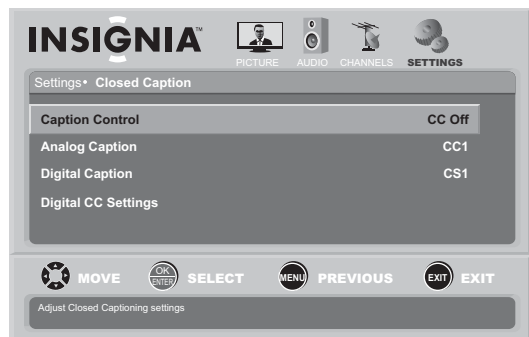 INSIGNIA™
PICTURE AUDIO CHANNELS SETTINGS
Settings• Closed Caption
Caption Control CC Off
Analog Caption CC1
Digital Caption CS1
Digital CC Settings
MOVE OK ENTER SELECT MENU PREVIOUS EXIT EXIT
Adjust Closed Captioning settings